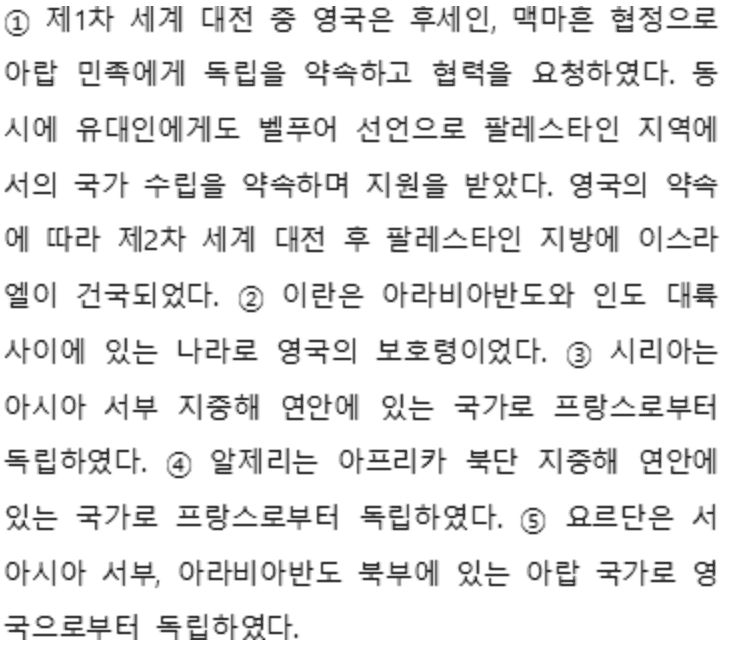 ① 제1차 세계 대전 중 영국은 후세인, 맥마흔 협정으로
아랍 민족에게 독립을 약속하고 협력을 요청하였다. 동
시에 유대인에게도 벨푸어 선언으로 팔레스타인 지역에
서의 국가 수립을 약속하며 지원을 받았다. 영국의 약속
에 따라 제2차 세계 대전 후 팔레스타인 지방에 이스라
엘이 건국되었다. ② 이란은 아라비아반도와 인도 대륙
사이에 있는 나라로 영국의 보호령이었다. ③ 시리아는
아시아 서부 지중해 연안에 있는 국가로 프랑스로부터
독립하였다. ④ 알제리는 아프리카 북단 지중해 연안에
있는 국가로 프랑스로부터 독립하였다. ⑤ 요르단은 서
아시아 서부, 아라비아반도 북부에 있는 아랍 국가로 영
국으로부터 독립하였다.